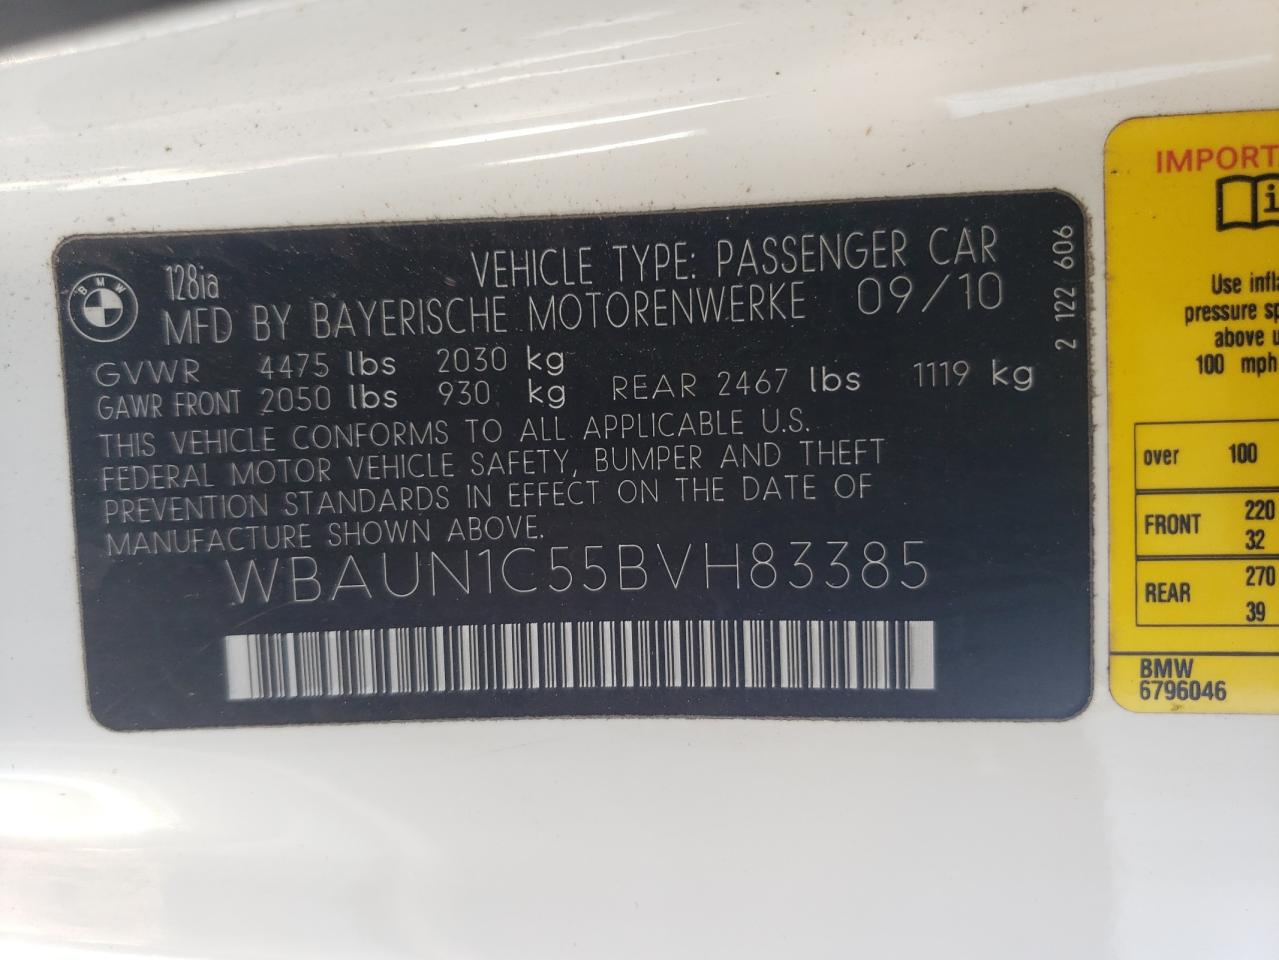 BMW
128ia
VEHICLE TYPE: PASSENGER CAR
MFD BY BAYERISCHE MOTORENWERKE 09/10
GVWR 4475 lbs 2030 kg
GAWR FRONT 2050 lbs 930 kg REAR 2467 lbs 1119 kg
THIS VEHICLE CONFORMS TO ALL APPLICABLE U.S.
FEDERAL MOTOR VEHICLE SAFETY, BUMPER AND THEFT
PREVENTION STANDARDS IN EFFECT ON THE DATE OF
MANUFACTURE SHOWN ABOVE.
WBAUN1C55BVH83385
2 122 606
IMPORT
i
Use infla
pressure sp
above
100 mph
over 100
FRONT 220
32
REAR 270
39
BMW
6796046